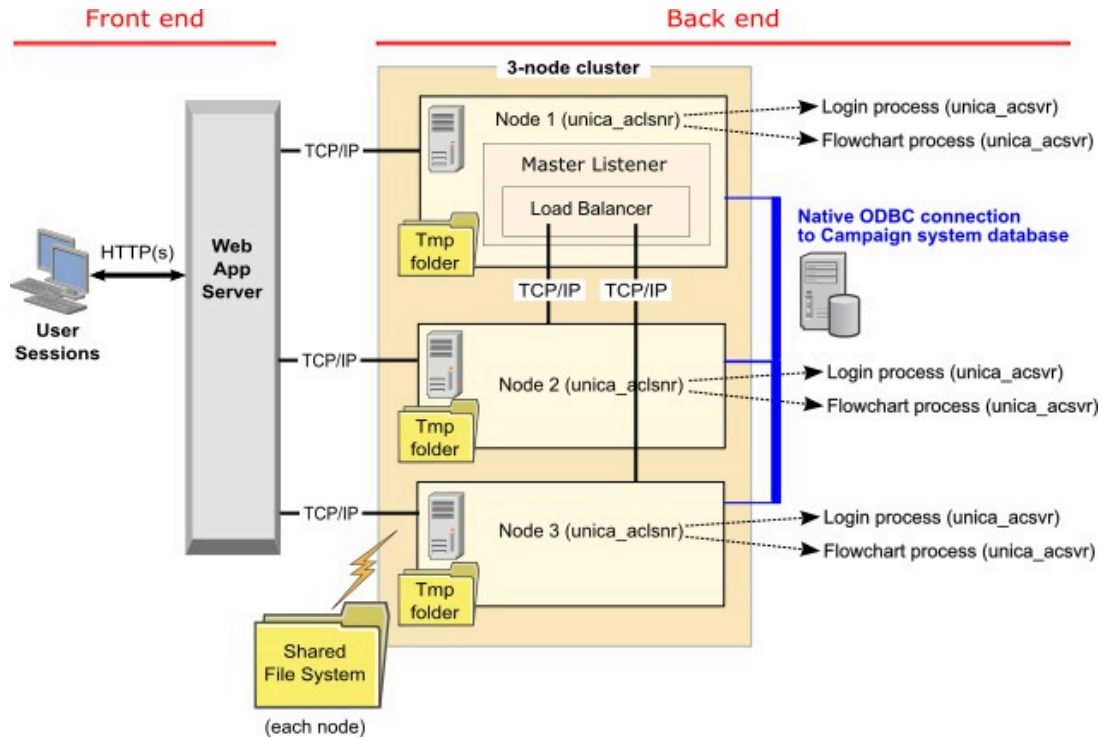 Front end
Back end
3-node cluster
Node 1 (unica_aclsnr)
Login process (unica_acsvr)
Flowchart process (unica_acsvr)
TCP/IP
Master Listener
Load Balancer
Tmp
folder
Native ODBC connection
to Campaign system database
HTTP(s)
Web
App
Server
User
Sessions
TCP/IP
TCP/IP
TCP/IP
Node 2 (unica_aclsnr)
Login process (unica_acsvr)
Flowchart process (unica_acsvr)
Tmp
folder
TCP/IP
Node 3 (unica_aclsnr)
Login process (unica_acsvr)
Flowchart process (unica_acsvr)
Tmp
folder
Shared
File System
(each node)